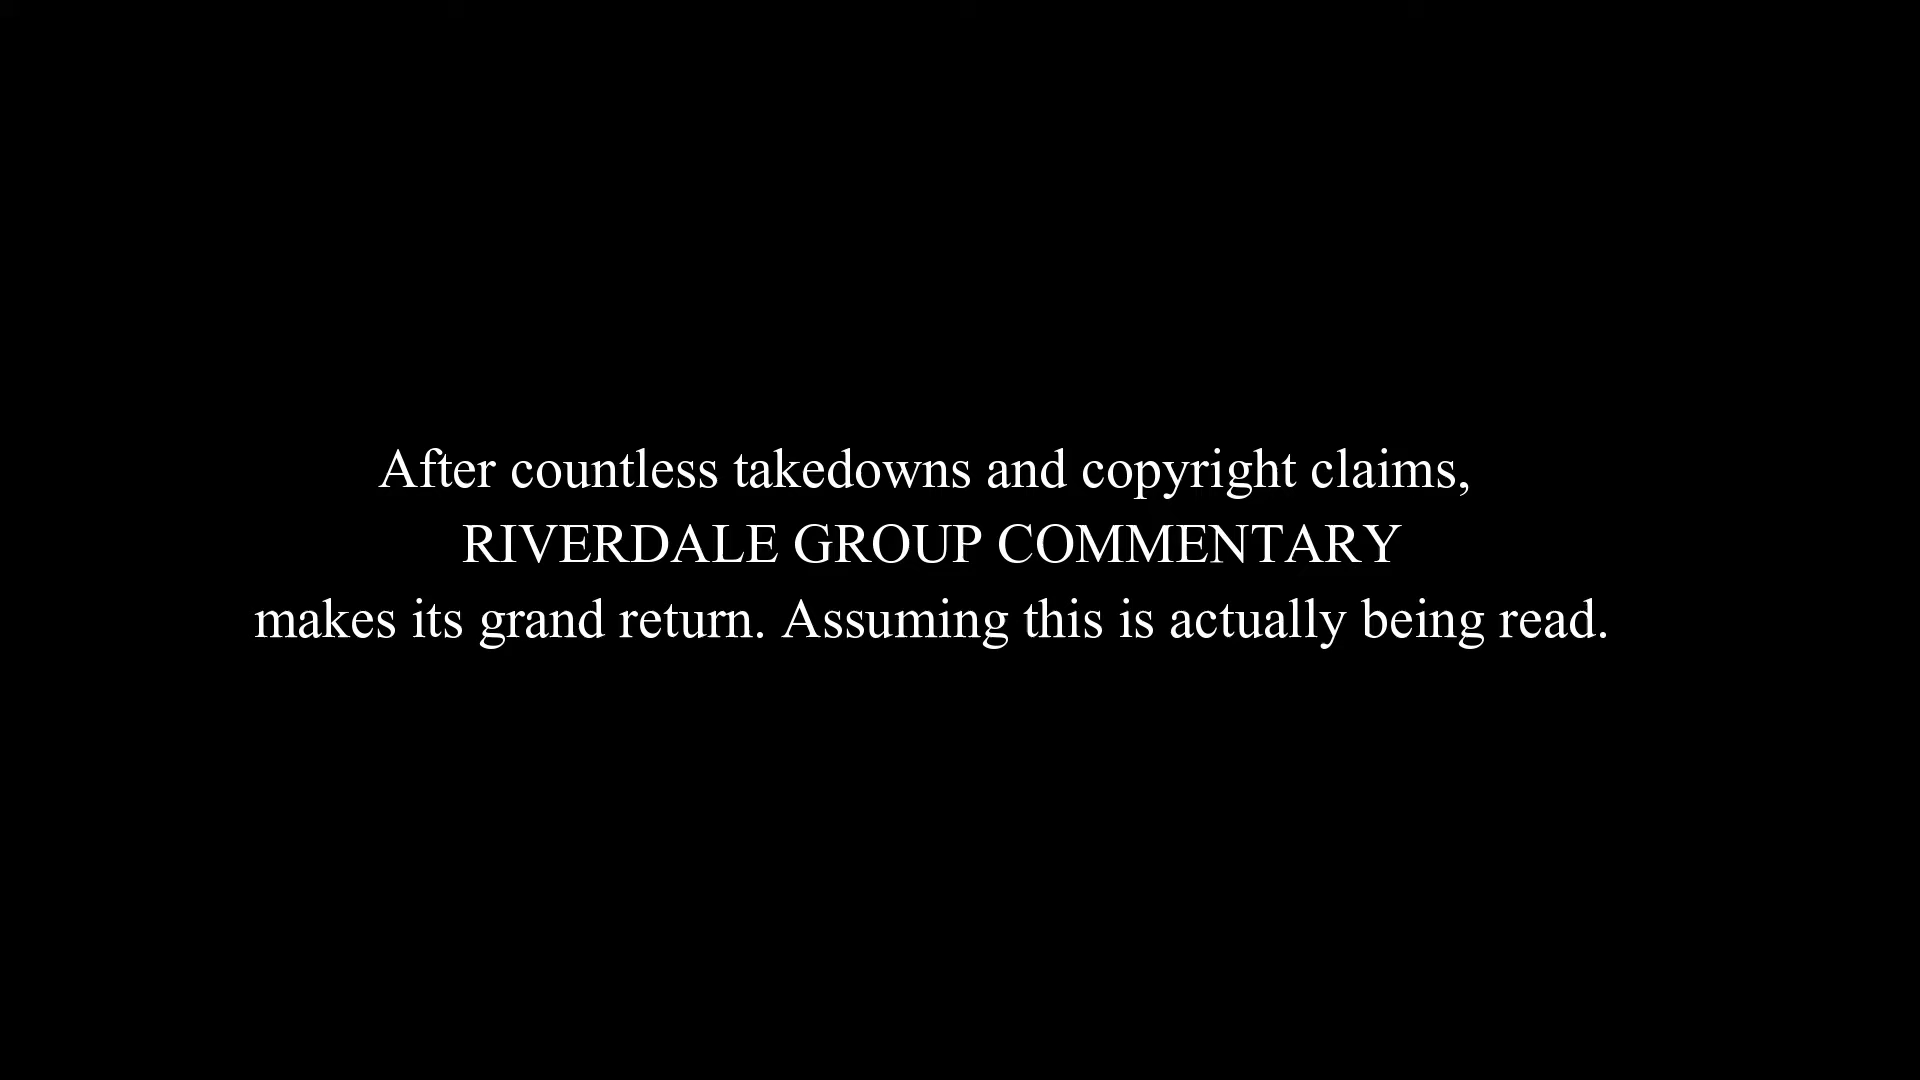 After countless takedowns and copyright claims,
RIVERDALE GROUP COMMENTARY
makes its grand return. Assuming this is actually being read.